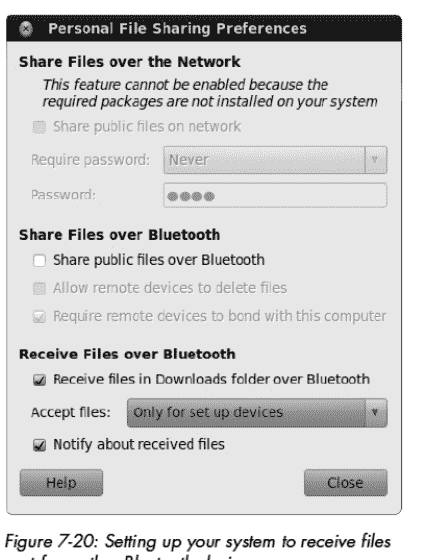 Personal File Sharing Preferences
Share Files over the Network
This feature cannot be enabled because the
required packages are not installed on your system
Share public files on network
Require password: Never
Password:
Share Files over Bluetooth
Share public files over Bluetooth
Allow remote devices to delete files
Require remote devices to bond with this computer
Receive Files over Bluetooth
Receive files in Downloads folder over Bluetooth
Accept files: Only for set up devices
Notify about received files
Help Close
Figure 7-20: Setting up your system to receive files